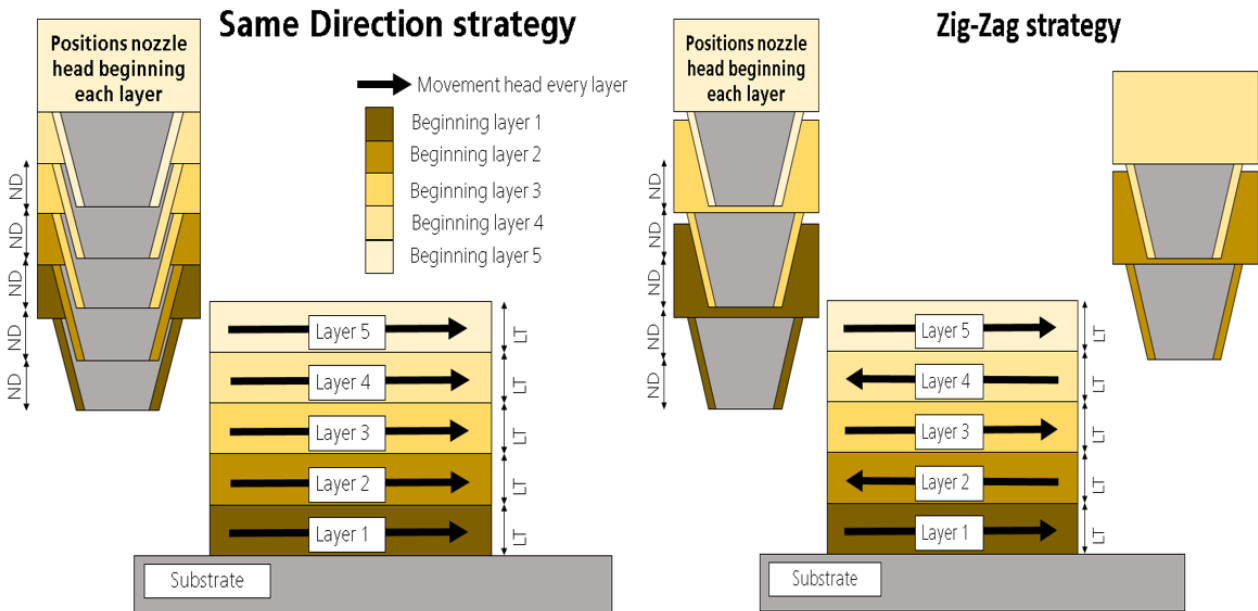 Same Direction strategy
Positions nozzle
head beginning
each layer
Movement head every layer
Beginning layer 1
Beginning layer 2
Beginning layer 3
Beginning layer 4
Beginning layer 5
ND
ND
ND
ND
ND
Layer 5
LT
Layer 4
LT
Layer 3
LT
Layer 2
LT
Layer 1
LT
Substrate
Zig-Zag strategy
Positions nozzle
head beginning
each layer
ND
ND
ND
ND
ND
Layer 5
LT
Layer 4
LT
Layer 3
LT
Layer 2
LT
Layer 1
LT
Substrate